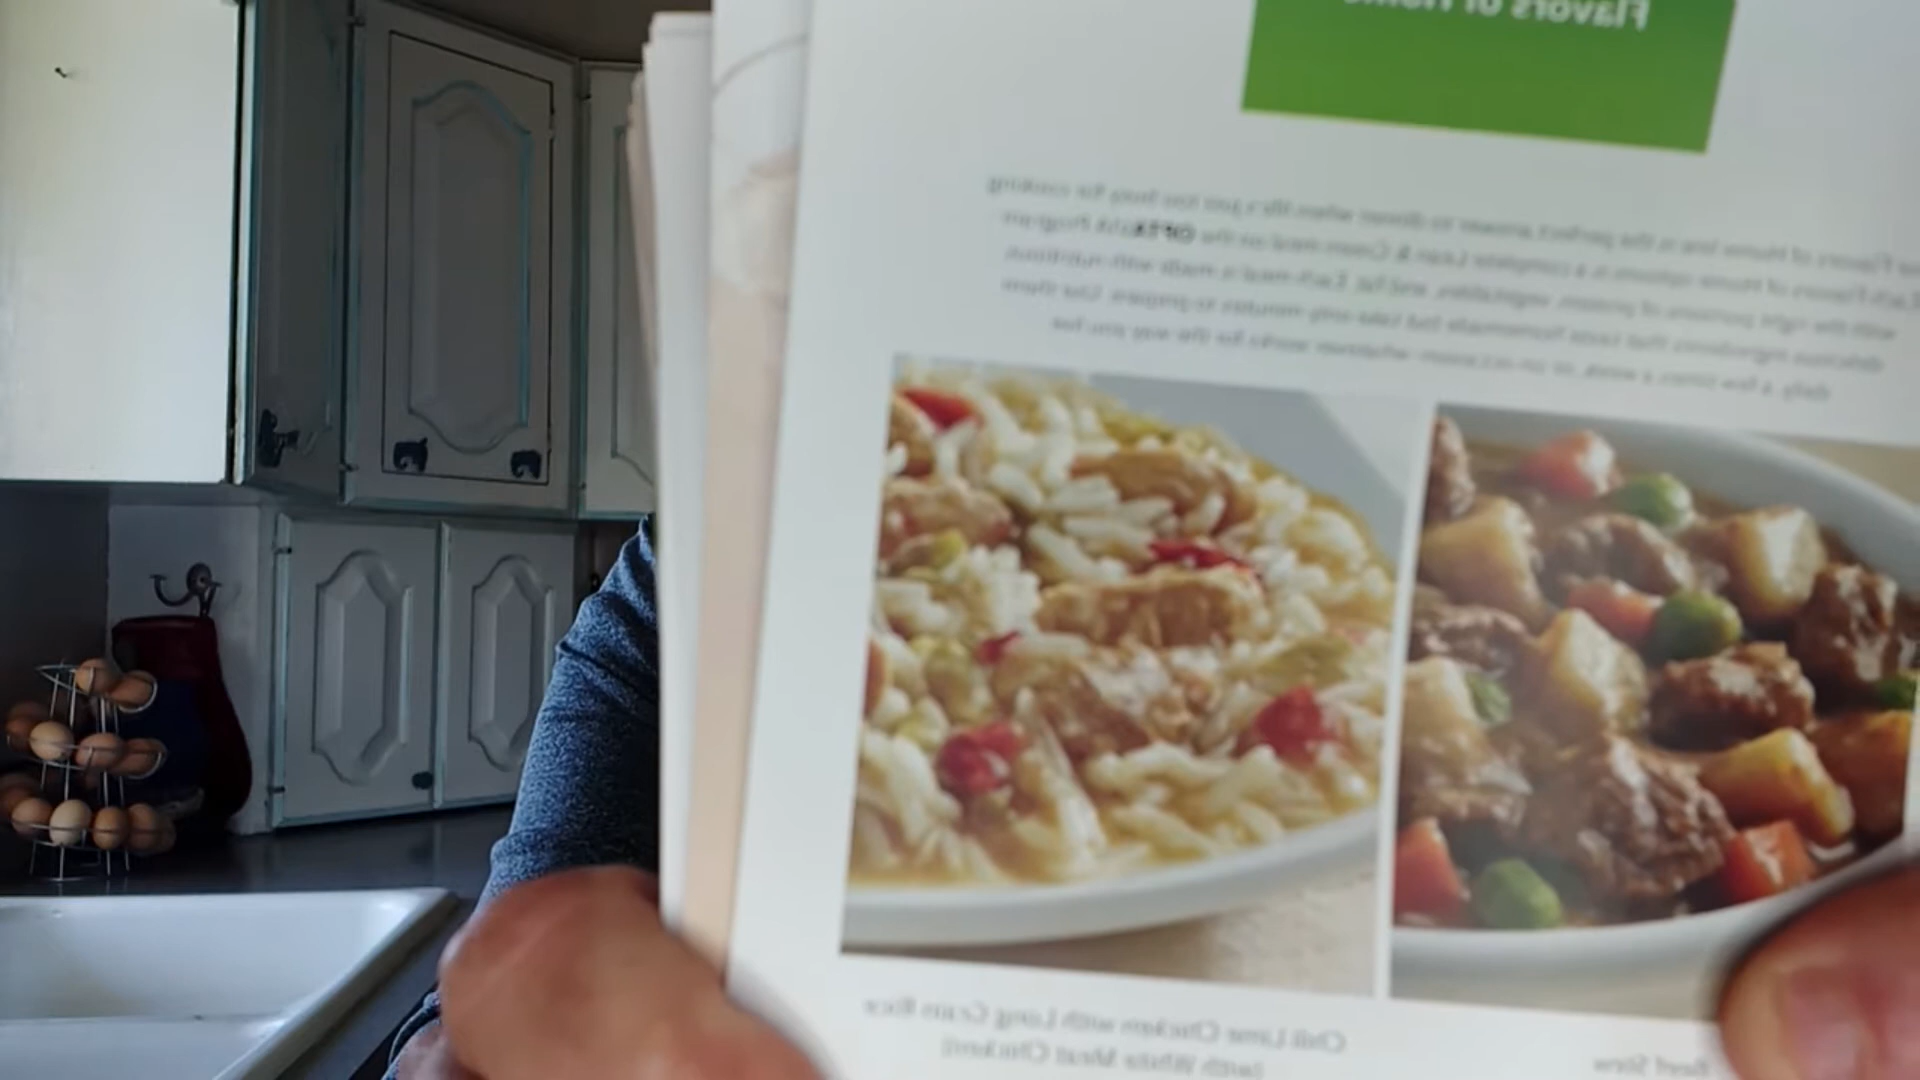 Flavors of Home
Flavors of Home line is the perfect answer to dinner when life's just too busy for cooking
Each Flavors of Home option is a complete Lean & Green meal on the OPTAVIA Program
with the right portions of protein, vegetables, and fat. Each meal is made with nutritious,
delicious ingredients that taste homemade but take only minutes to prepare. Use them
daily, a few times a week, or on occasion—whatever works for the way you live
Chili Lime Chicken with Long Grain Rice
(with White Meat Chicken)
Beef Stew